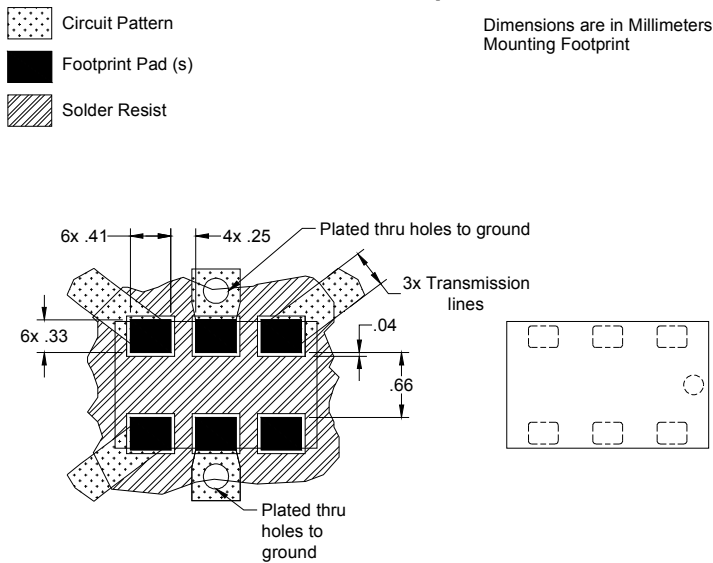 Circuit Pattern
Dimensions are in Millimeters
Mounting Footprint
Footprint Pad (s)
Solder Resist
6x .41
4x .25
Plated thru holes to ground
3x Transmission
lines
6x .33
.04
.66
Plated thru
holes to
ground